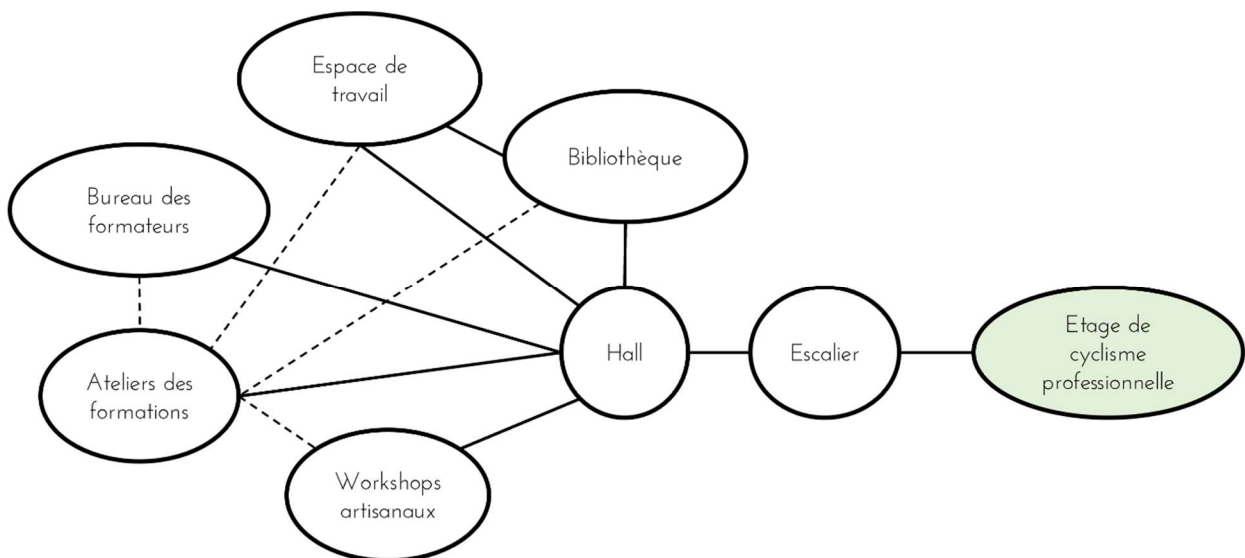 Espace de
travail
Bibliothèque
Bureau des
formateurs
Hall
Escalier
Etage de
cyclisme
professionnelle
Ateliers des
formations
Workshops
artisanaux